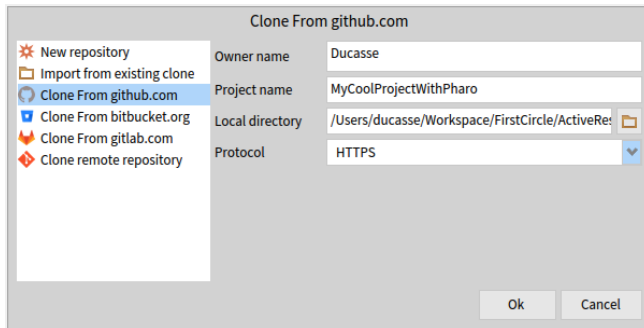 Clone From github.com
New repository
Import from existing clone
Clone From github.com
Clone From bitbucket.org
Clone From gitlab.com
Clone remote repository
Owner name
Ducasse
Project name
MyCoolProjectWithPharo
Local directory
/Users/ducasse/Workspace/FirstCircle/ActiveRes
Protocol
HTTPS
Ok
Cancel